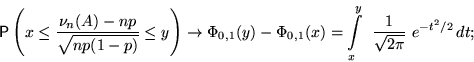 P ( x ≤ (ν_n(A) − np) / √(np(1 − p)) ≤ y ) → Φ_{0,1}(y) − Φ_{0,1}(x) = ∫_x^y 1/√(2π) e^{−t²/2} dt;